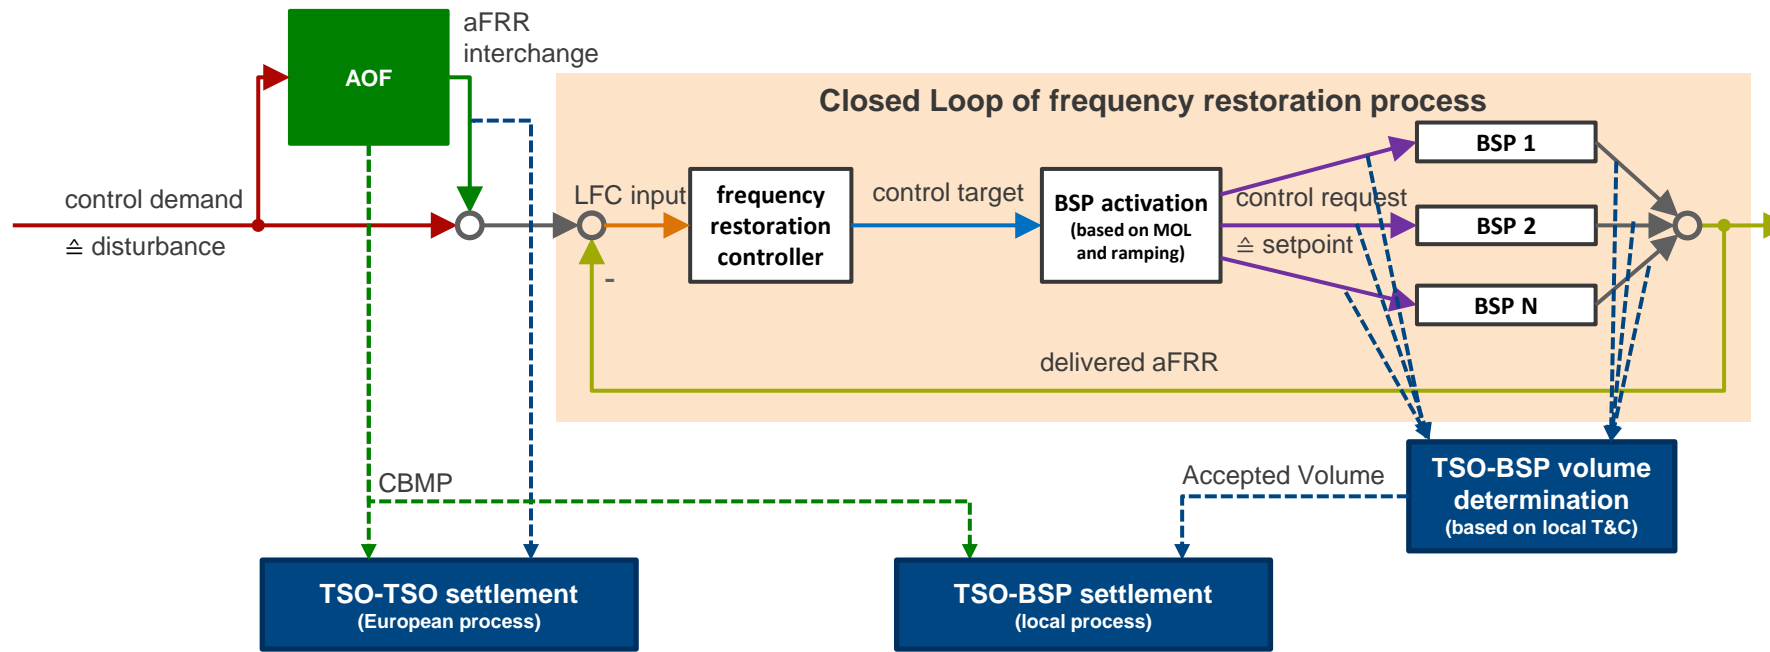 aFRR
interchange
AOF
Closed Loop of frequency restoration process
control demand
≙ disturbance
LFC input
-
frequency
restoration
controller
control target
BSP activation
(based on MOL
and ramping)
control request
≙ setpoint
BSP 1
BSP 2
BSP N
delivered aFRR
CBMP
Accepted Volume
TSO-BSP volume
determination
(based on local T&C)
TSO-TSO settlement
(European process)
TSO-BSP settlement
(local process)